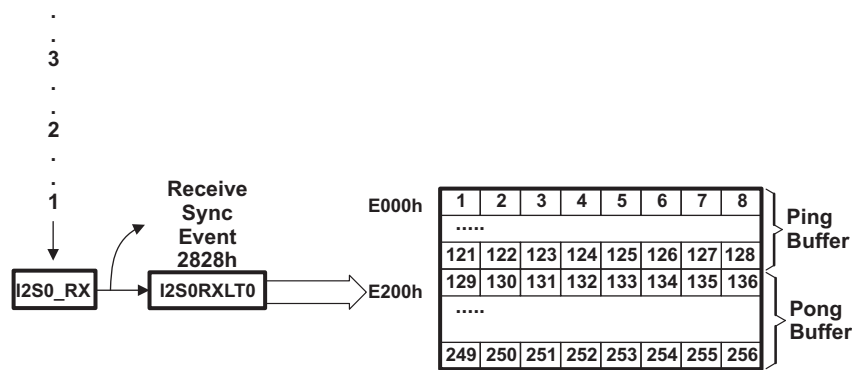 .
.
3
.
.
2
.
.
1
Receive
Sync
Event
2828h
I2S0_RX
I2S0RXLT0
E000h
E200h
1 2 3 4 5 6 7 8
.....
121 122 123 124 125 126 127 128
129 130 131 132 133 134 135 136
.....
249 250 251 252 253 254 255 256
Ping
Buffer
Pong
Buffer